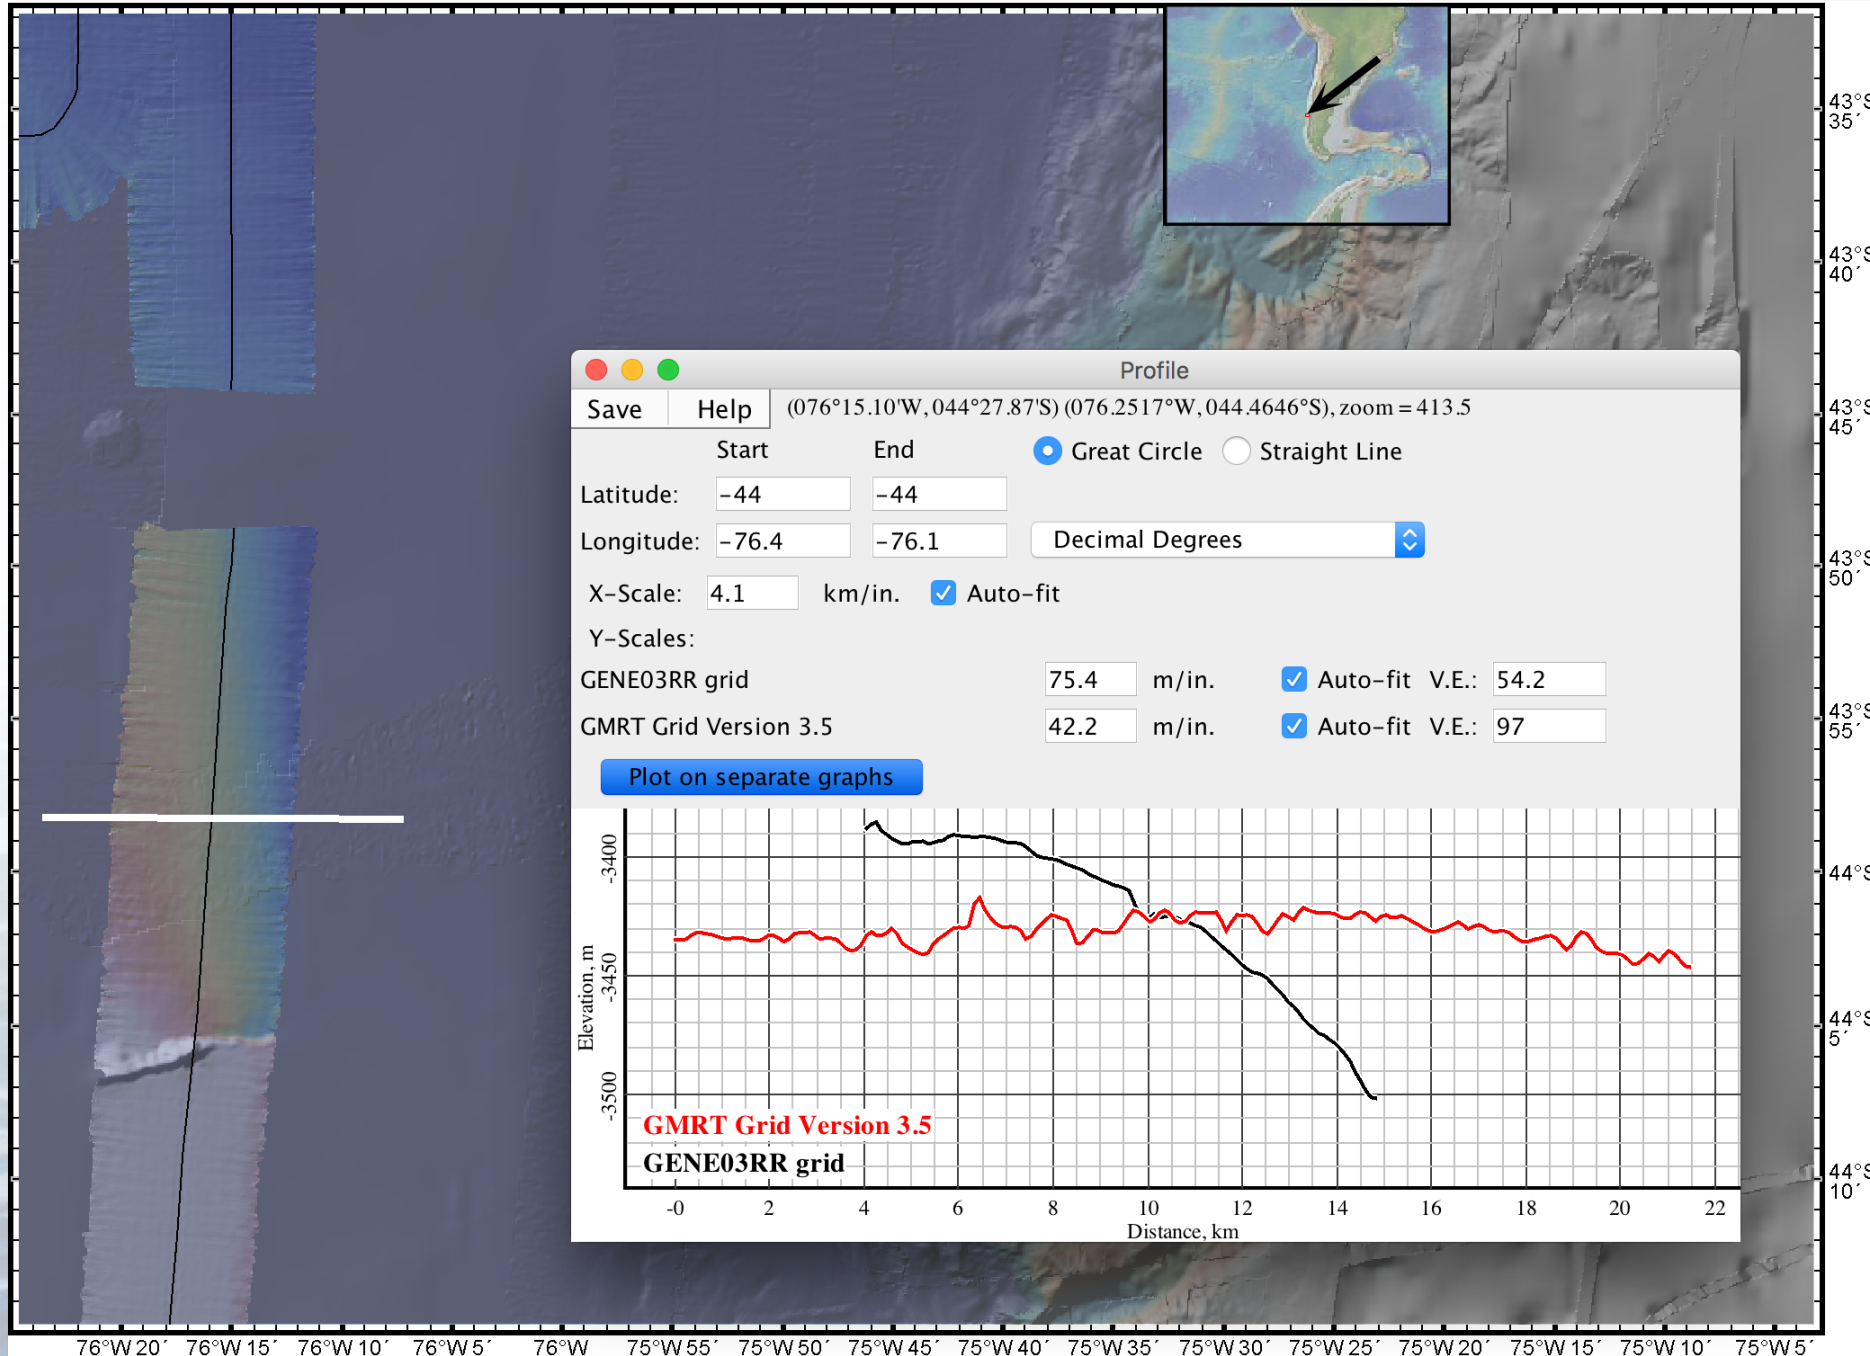 Profile
Save Help (076°15.10'W, 044°27.87'S) (076.2517°W, 044.4646°S), zoom = 413.5
Start End Great Circle Straight Line
Latitude: -44 -44
Longitude: -76.4 -76.1 Decimal Degrees
X-Scale: 4.1 km/in. Auto-fit
Y-Scales:
GENE03RR grid 75.4 m/in. Auto-fit V.E.: 54.2
GMRT Grid Version 3.5 42.2 m/in. Auto-fit V.E.: 97
Plot on separate graphs
Elevation, m
-3400
-3450
-3500
GMRT Grid Version 3.5
GENE03RR grid
-0 2 4 6 8 10 12 14 16 18 20 22
Distance, km
43°S
35´
43°S
40´
43°S
45´
43°S
50´
43°S
55´
44°S
44°S
5´
44°S
10´
76°W 20´ 76°W 15´ 76°W 10´ 76°W 5´ 76°W 75°W 55´ 75°W 50´ 75°W 45´ 75°W 40´ 75°W 35´ 75°W 30´ 75°W 25´ 75°W 20´ 75°W 15´ 75°W 10´ 75°W 5´